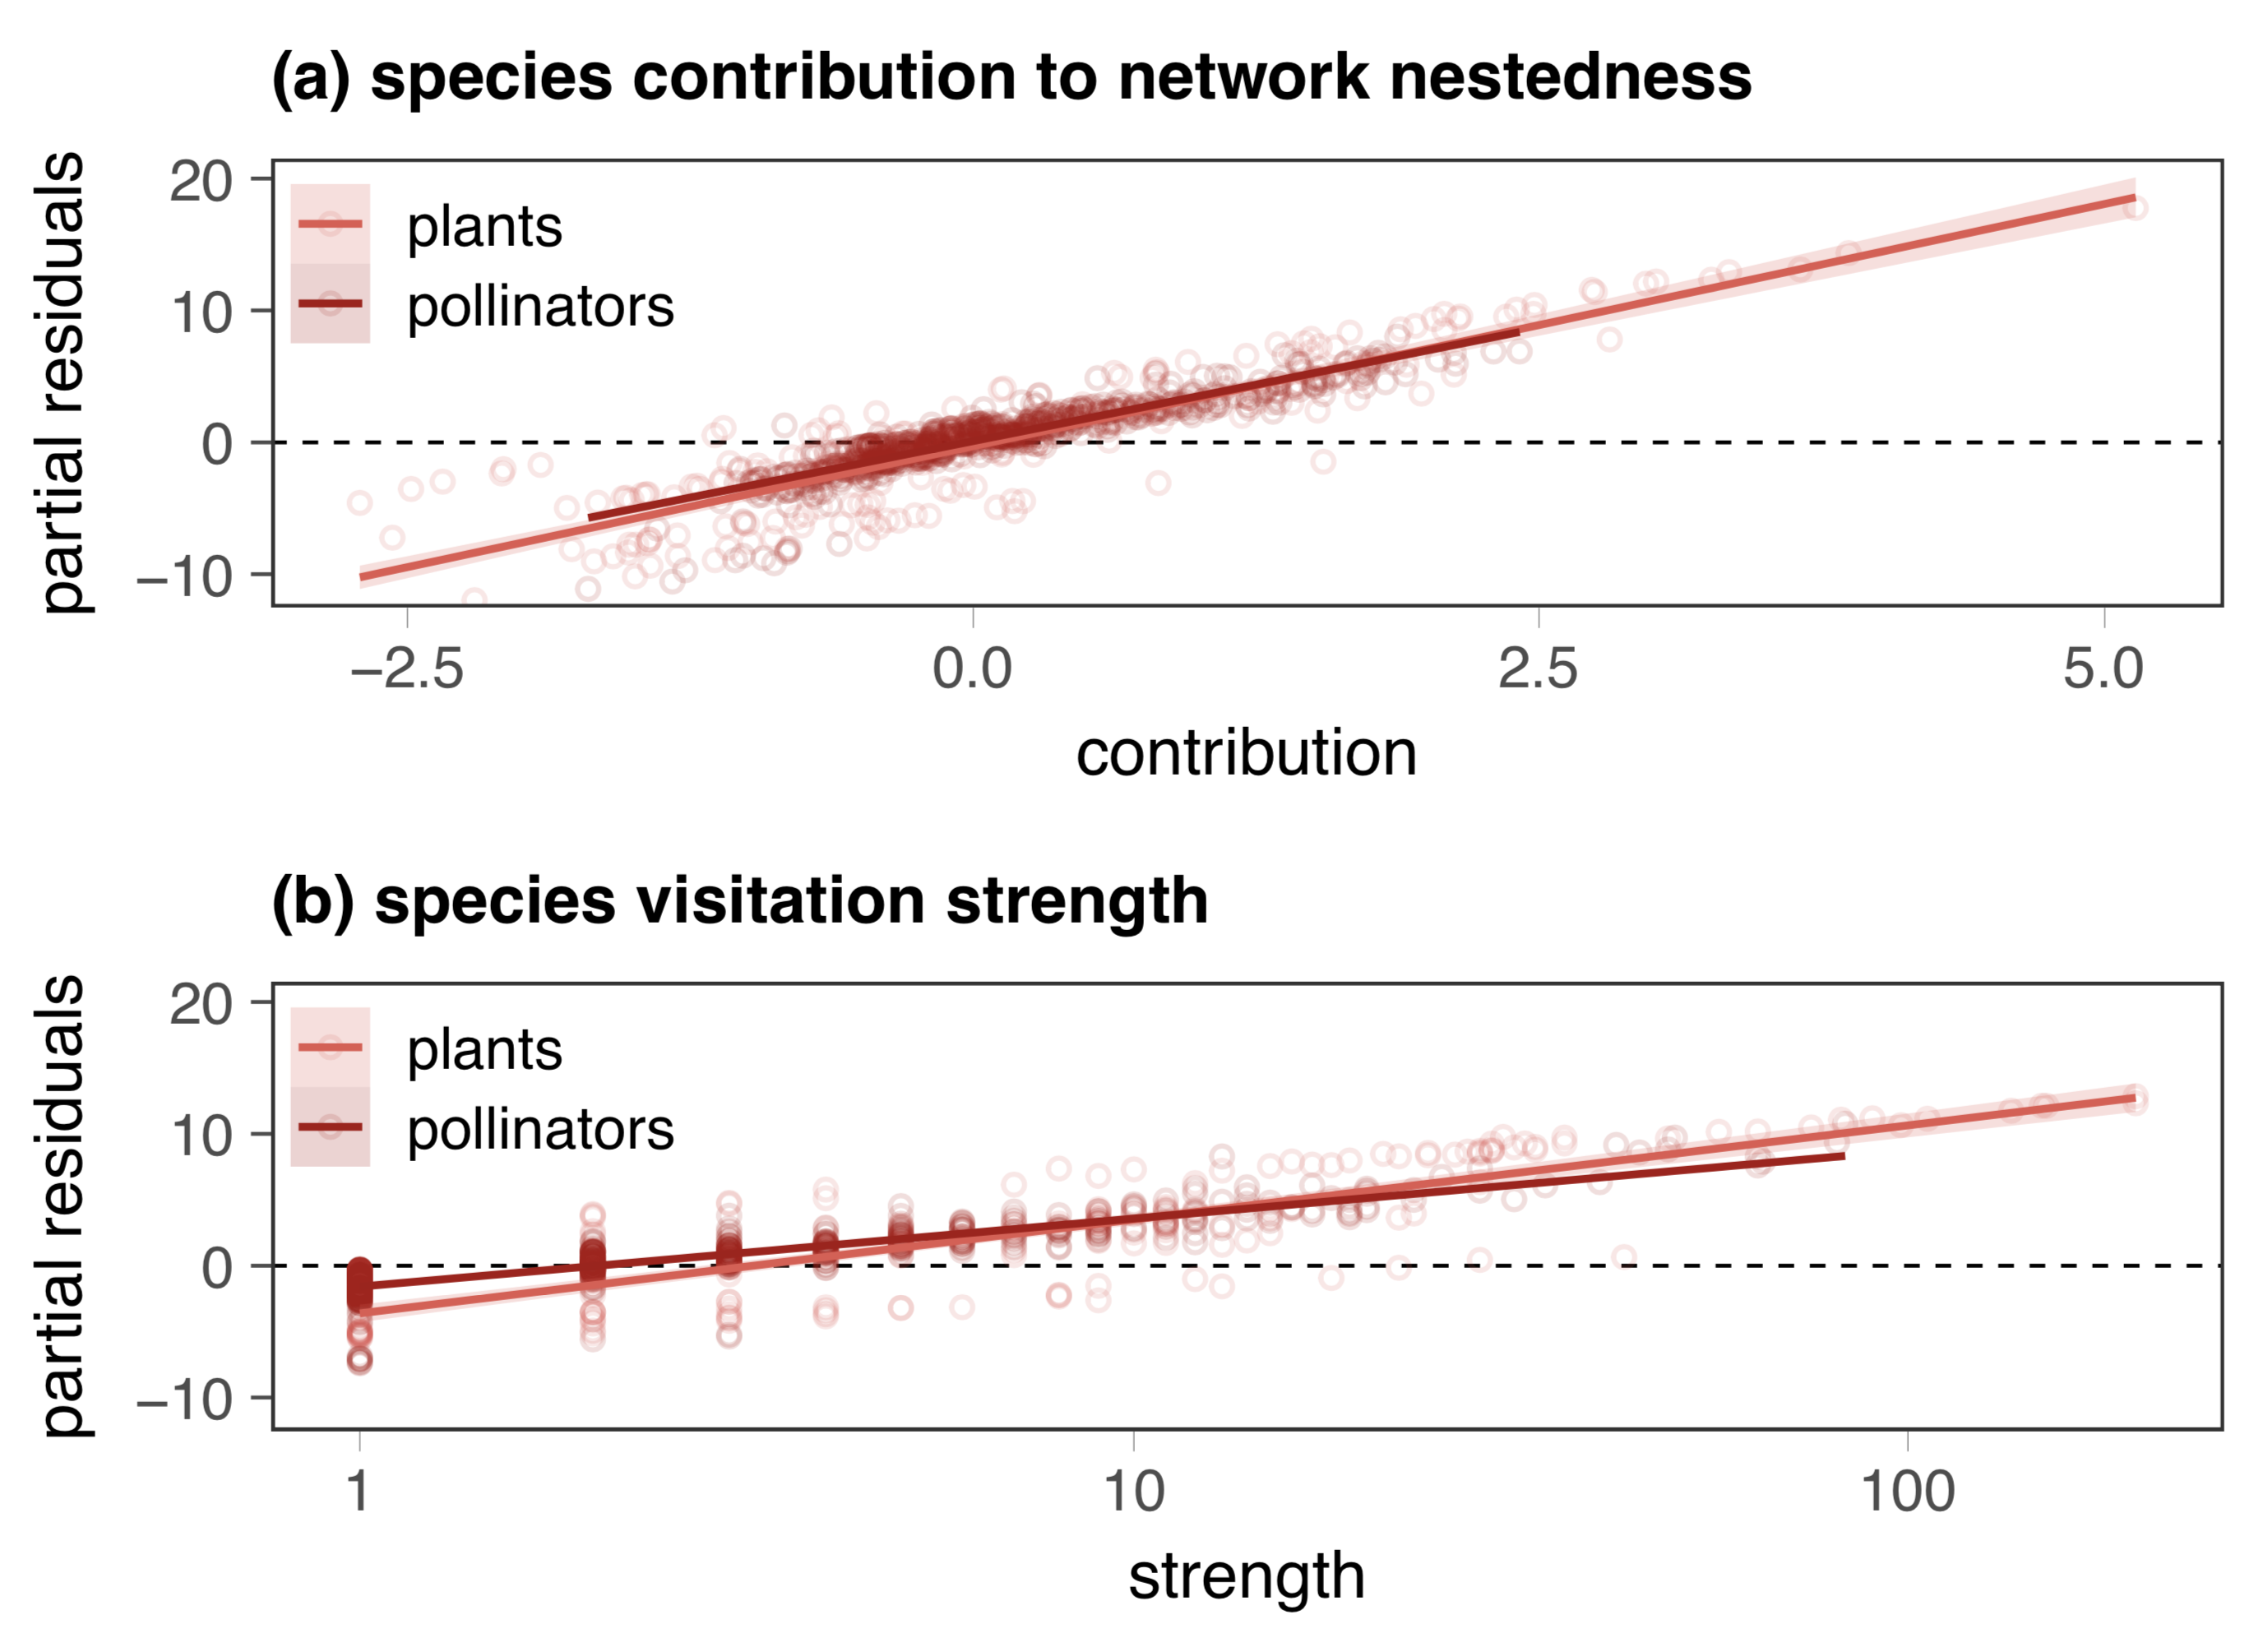 (a) species contribution to network nestedness
partial residuals
20
10
0
−10
plants
pollinators
−2.5 0.0 2.5 5.0
contribution
(b) species visitation strength
partial residuals
20
10
0
−10
plants
pollinators
1 10 100
strength